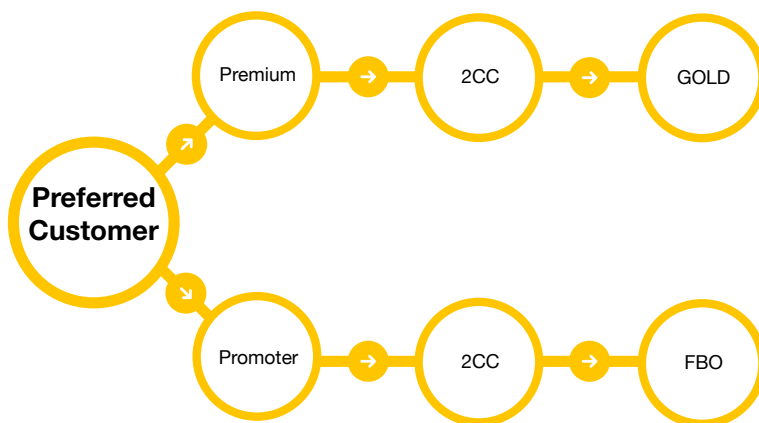 Premium
2CC
GOLD
Preferred
Customer
Promoter
2CC
FBO